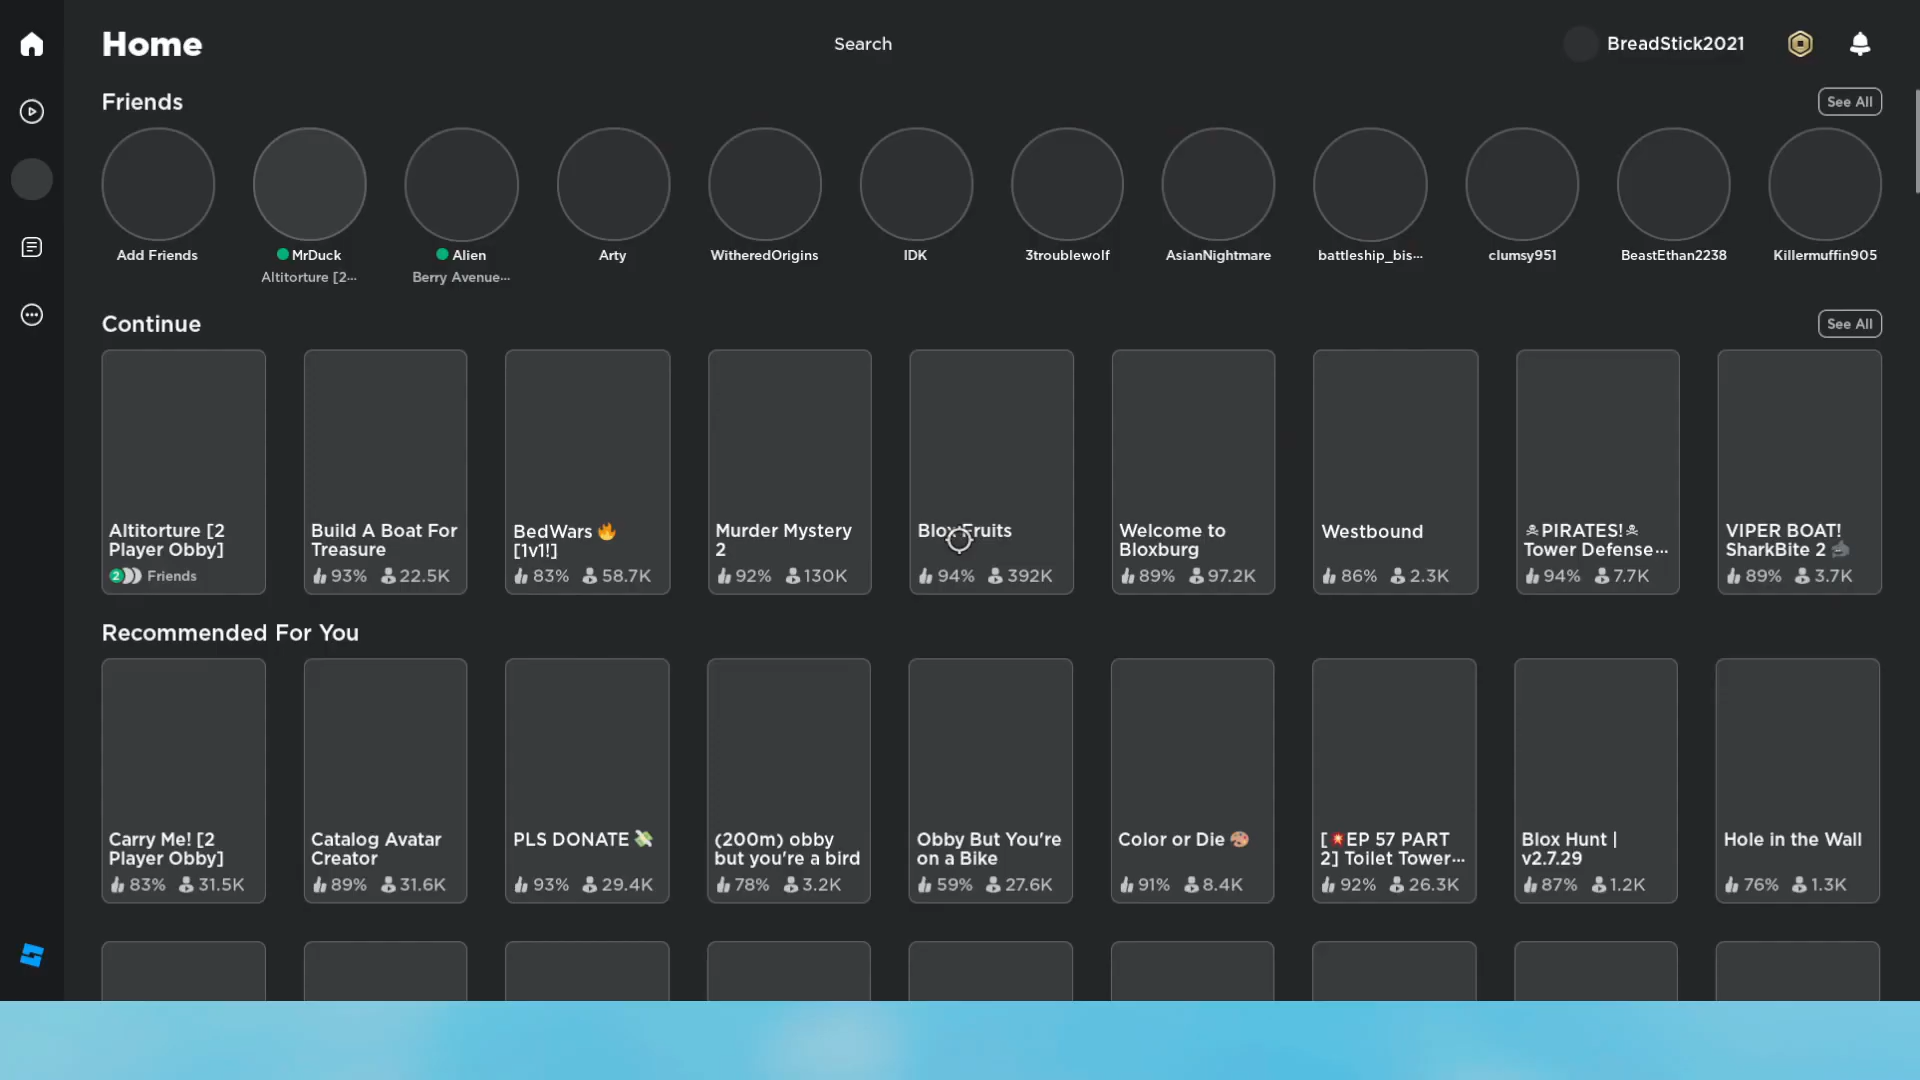 Home
Search
BreadStick2021
Friends
See All
Add Friends
MrDuck
Altitorture [2...
Alien
Berry Avenue...
Arty
WitheredOrigins
IDK
3troublewolf
AsianNightmare
battleship_bis...
clumsy951
BeastEthan2238
Killermuffin905
Continue
See All
Altitorture [2
Player Obby]
2 Friends
Build A Boat For
Treasure
93% 22.5K
BedWars 🔥
[1v1!]
83% 58.7K
Murder Mystery
2
92% 130K
Blox Fruits
94% 392K
Welcome to
Bloxburg
89% 97.2K
Westbound
86% 2.3K
☠PIRATES!☠
Tower Defense...
94% 7.7K
VIPER BOAT!
SharkBite 2 🦈
89% 3.7K
Recommended For You
Carry Me! [2
Player Obby]
83% 31.5K
Catalog Avatar
Creator
89% 31.6K
PLS DONATE 💸
93% 29.4K
(200m) obby
but you're a bird
78% 3.2K
Obby But You're
on a Bike
59% 27.6K
Color or Die 🎨
91% 8.4K
[💥EP 57 PART
2] Toilet Tower...
92% 26.3K
Blox Hunt |
v2.7.29
87% 1.2K
Hole in the Wall
76% 1.3K